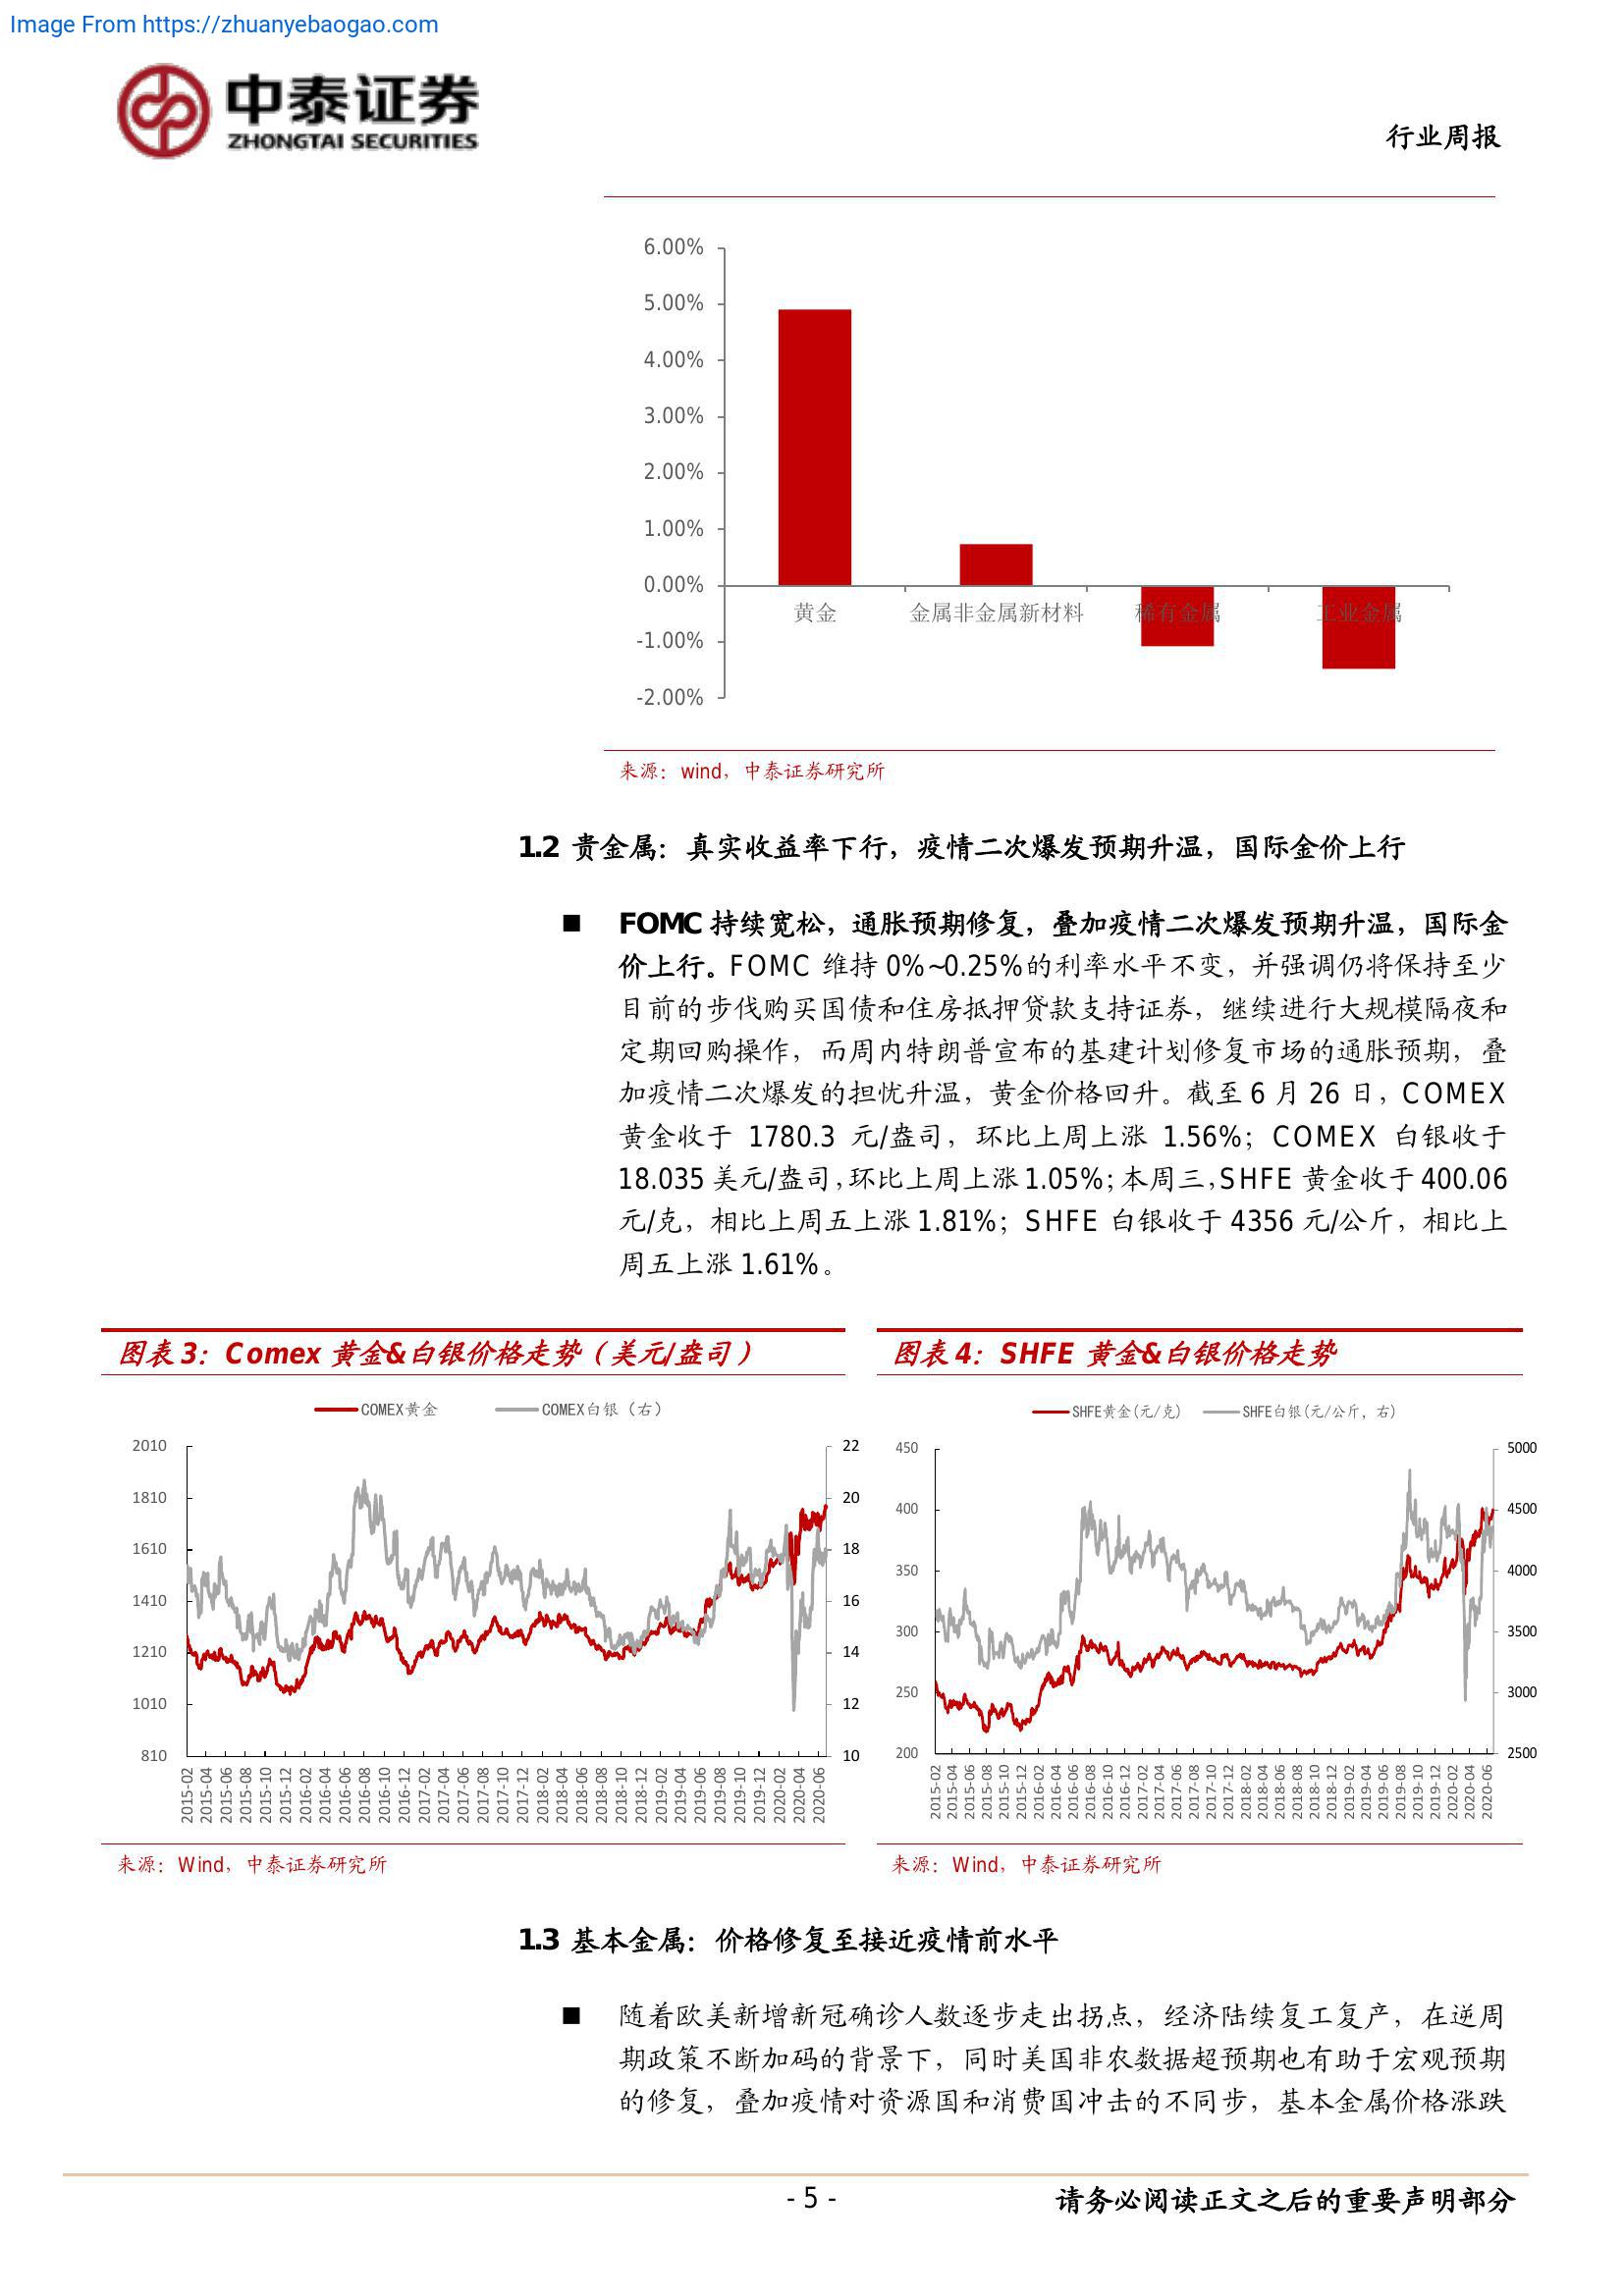 Image From https://zhuanyebaogao.com
中泰证券
ZHONGTAI SECURITIES
行业周报
6.00%
5.00%
4.00%
3.00%
2.00%
1.00%
0.00%
-1.00%
-2.00%
黄金 金属非金属新材料 稀有金属 工业金属
来源：wind，中泰证券研究所
1.2 贵金属：真实收益率下行，疫情二次爆发预期升温，国际金价上行
■ FOMC 持续宽松，通胀预期修复，叠加疫情二次爆发预期升温，国际金
价上行。FOMC 维持 0%~0.25%的利率水平不变，并强调仍将保持至少
目前的步伐购买国债和住房抵押贷款支持证券，继续进行大规模隔夜和
定期回购操作，而周内特朗普宣布的基建计划修复市场的通胀预期，叠
加疫情二次爆发的担忧升温，黄金价格回升。截至 6 月 26 日，COMEX
黄金收于 1780.3 元/盎司，环比上周上涨 1.56%；COMEX 白银收于
18.035 美元/盎司，环比上周上涨 1.05%；本周三，SHFE 黄金收于 400.06
元/克，相比上周五上涨 1.81%；SHFE 白银收于 4356 元/公斤，相比上
周五上涨 1.61%。
图表 3：Comex 黄金&白银价格走势（美元/盎司）
COMEX黄金 COMEX白银（右）
2010
1810
1610
1410
1210
1010
810
22
20
18
16
14
12
10
2015-02 2015-04 2015-06 2015-08 2015-10 2015-12 2016-02 2016-04 2016-06 2016-08 2016-10 2016-12 2017-02 2017-04 2017-06 2017-08 2017-10 2017-12 2018-02 2018-04 2018-06 2018-08 2018-10 2018-12 2019-02 2019-04 2019-06 2019-08 2019-10 2019-12 2020-02 2020-04 2020-06
来源：Wind，中泰证券研究所
图表 4：SHFE 黄金&白银价格走势
SHFE黄金(元/克) SHFE白银(元/公斤，右)
450
400
350
300
250
200
5000
4500
4000
3500
3000
2500
2015-02 2015-04 2015-06 2015-08 2015-10 2015-12 2016-02 2016-04 2016-06 2016-08 2016-10 2016-12 2017-02 2017-04 2017-06 2017-08 2017-10 2017-12 2018-02 2018-04 2018-06 2018-08 2018-10 2018-12 2019-02 2019-04 2019-06 2019-08 2019-10 2019-12 2020-02 2020-04 2020-06
来源：Wind，中泰证券研究所
1.3 基本金属：价格修复至接近疫情前水平
■ 随着欧美新增新冠确诊人数逐步走出拐点，经济陆续复工复产，在逆周
期政策不断加码的背景下，同时美国非农数据超预期也有助于宏观预期
的修复，叠加疫情对资源国和消费国冲击的不同步，基本金属价格涨跌
- 5 -
请务必阅读正文之后的重要声明部分